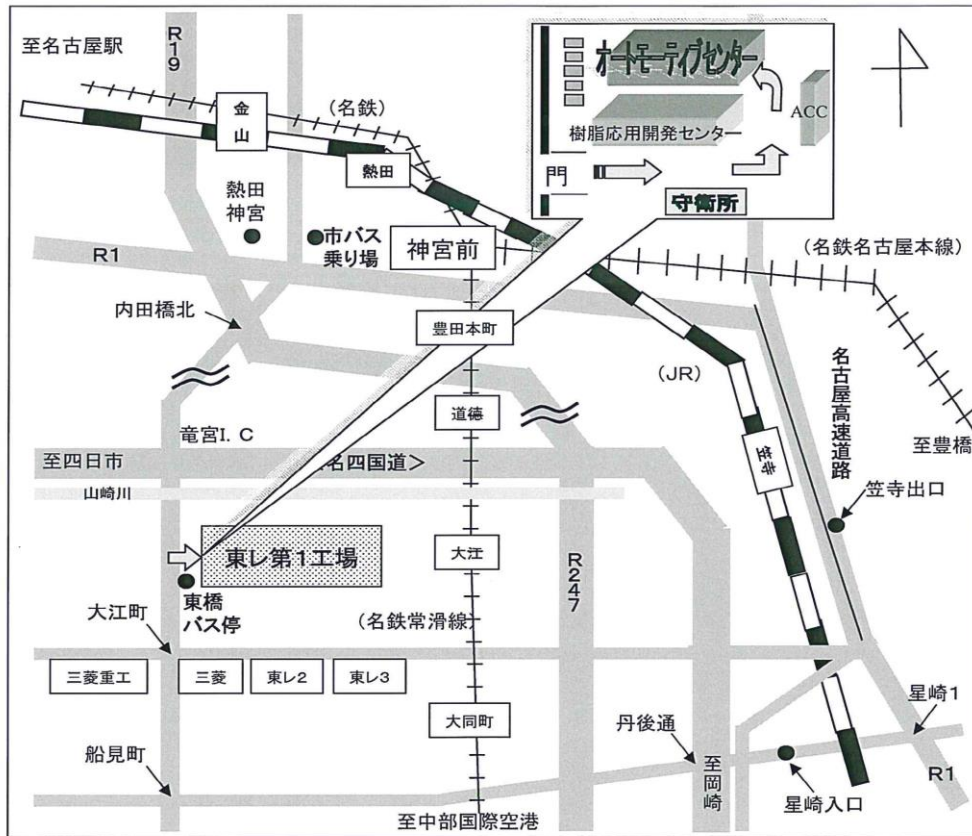 至名古屋駅
R19
(名鉄)
金山
熱田
熱田
神宮
市バス
乗り場
神宮前
R1
内田橋北
オートモーティブセンター
樹脂応用開発センター
ACC
門
守衛所
(名鉄名古屋本線)
豊田本町
(JR)
名古屋高速道路
道徳
至豊橋
笠寺
竜宮I.C
至四日市
名四国道>
山崎川
笠寺出口
東レ第1工場
大江
R247
東橋
バス停
大江町
(名鉄常滑線)
三菱重工
三菱
東レ2
東レ3
大同町
丹後通
星崎1
船見町
至岡崎
星崎入口
R1
至中部国際空港